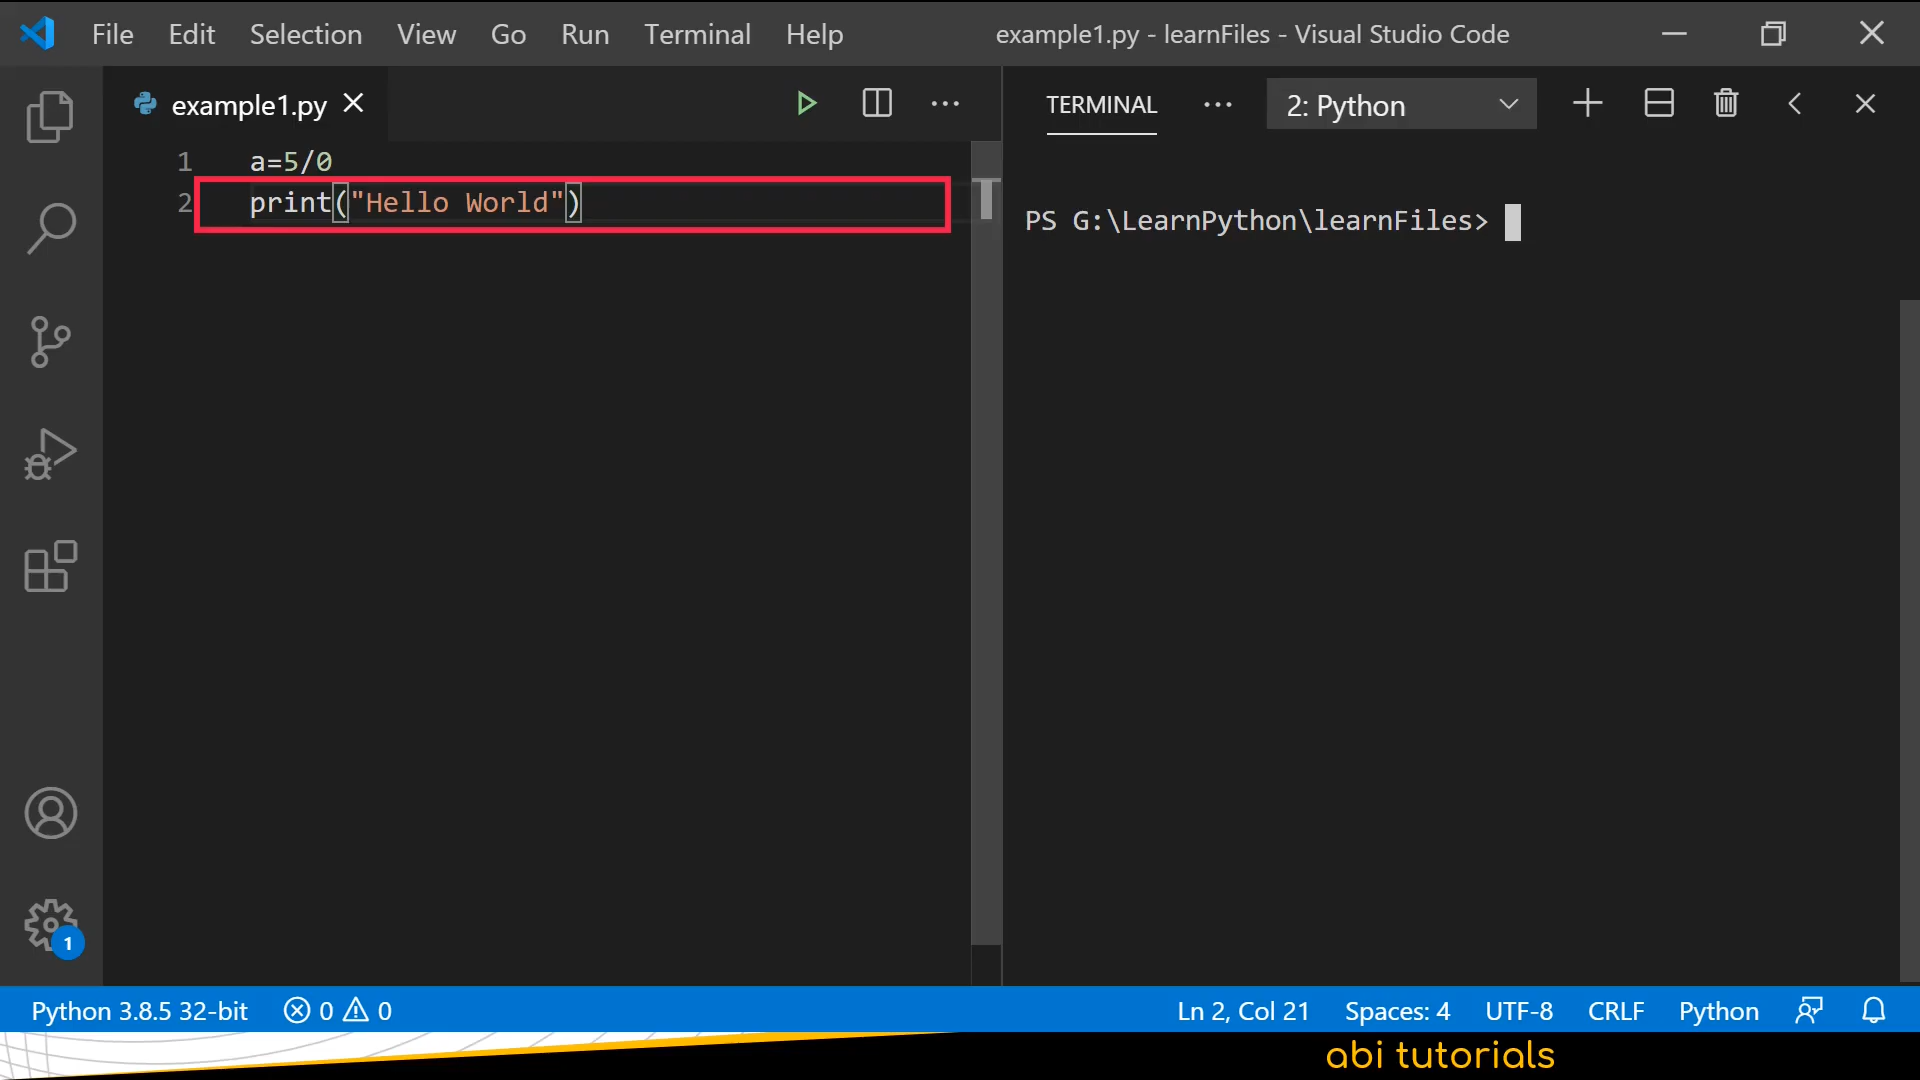 File Edit Selection View Go Run Terminal Help example1.py - learnFiles - Visual Studio Code
example1.py
TERMINAL 2: Python
1 a=5/0
2 print("Hello World")
PS G:\LearnPython\learnFiles>
1
Python 3.8.5 32-bit 0 0 Ln 2, Col 21 Spaces: 4 UTF-8 CRLF Python
abi tutorials